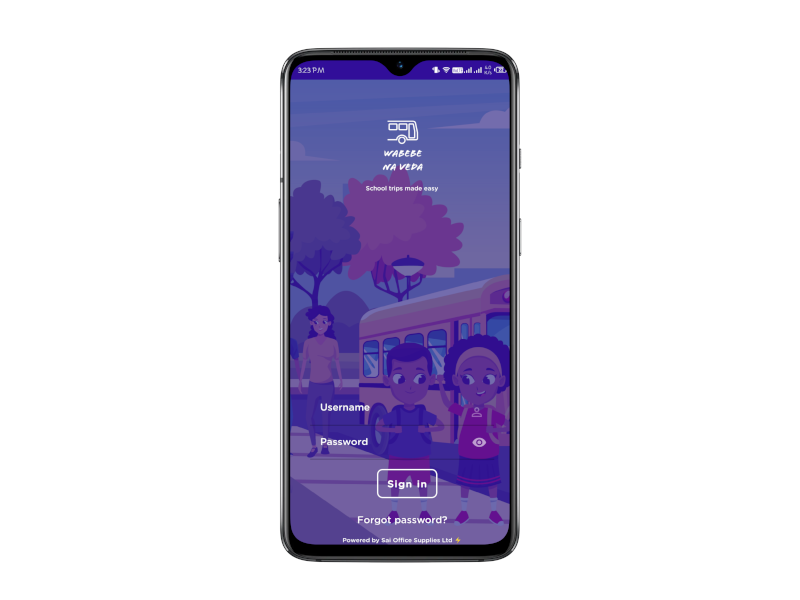 3:23 PM
WABEBE
NA VEDA
School trips made easy
Username
Password
Sign In
Forgot password?
Powered by Sai Office Supplies Ltd ⚡